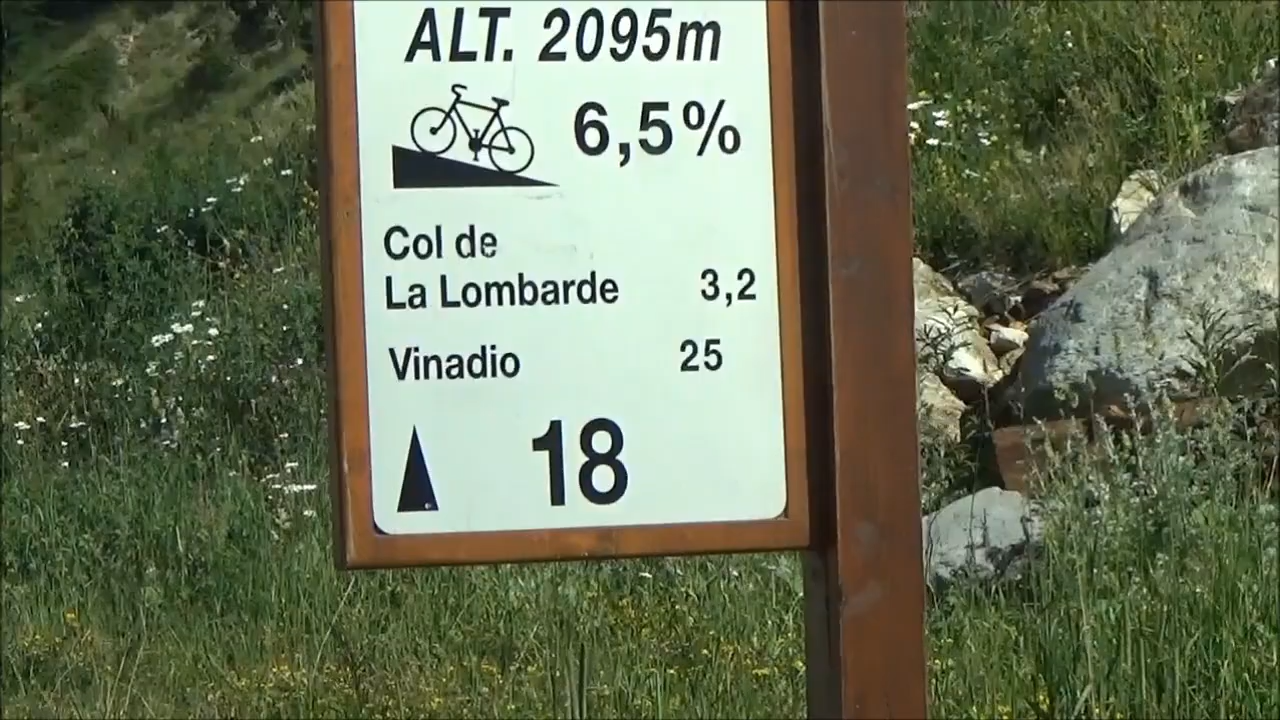 ALT. 2095m
6,5%
Col de
La Lombarde 3,2
Vinadio 25
18